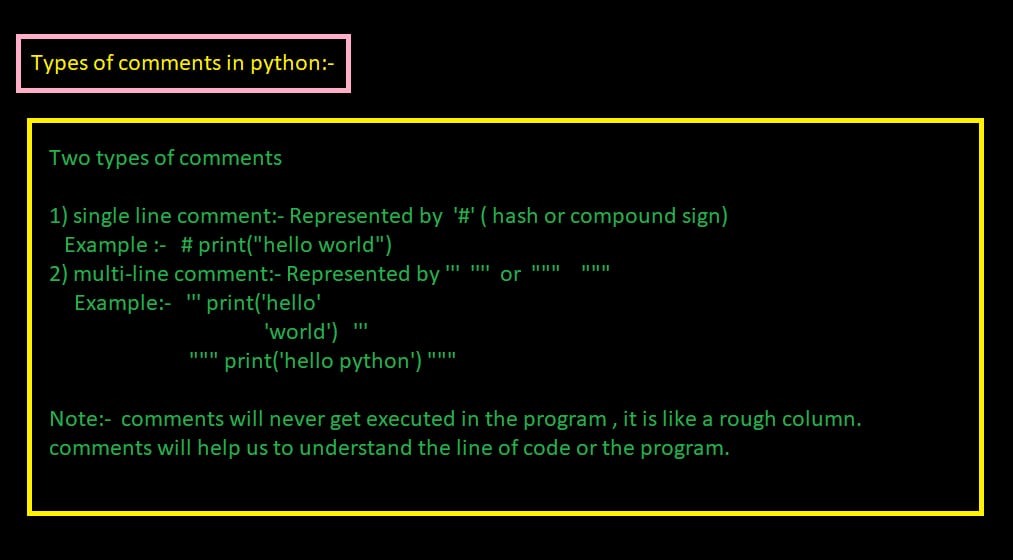 Types of comments in python:-
Two types of comments
1) single line comment:- Represented by '#' ( hash or compound sign)
Example :- # print("hello world")
2) multi-line comment:- Represented by ''' '''' or """ """
Example:- ''' print('hello'
'world') '''
""" print('hello python') """
Note:- comments will never get executed in the program , it is like a rough column.
comments will help us to understand the line of code or the program.